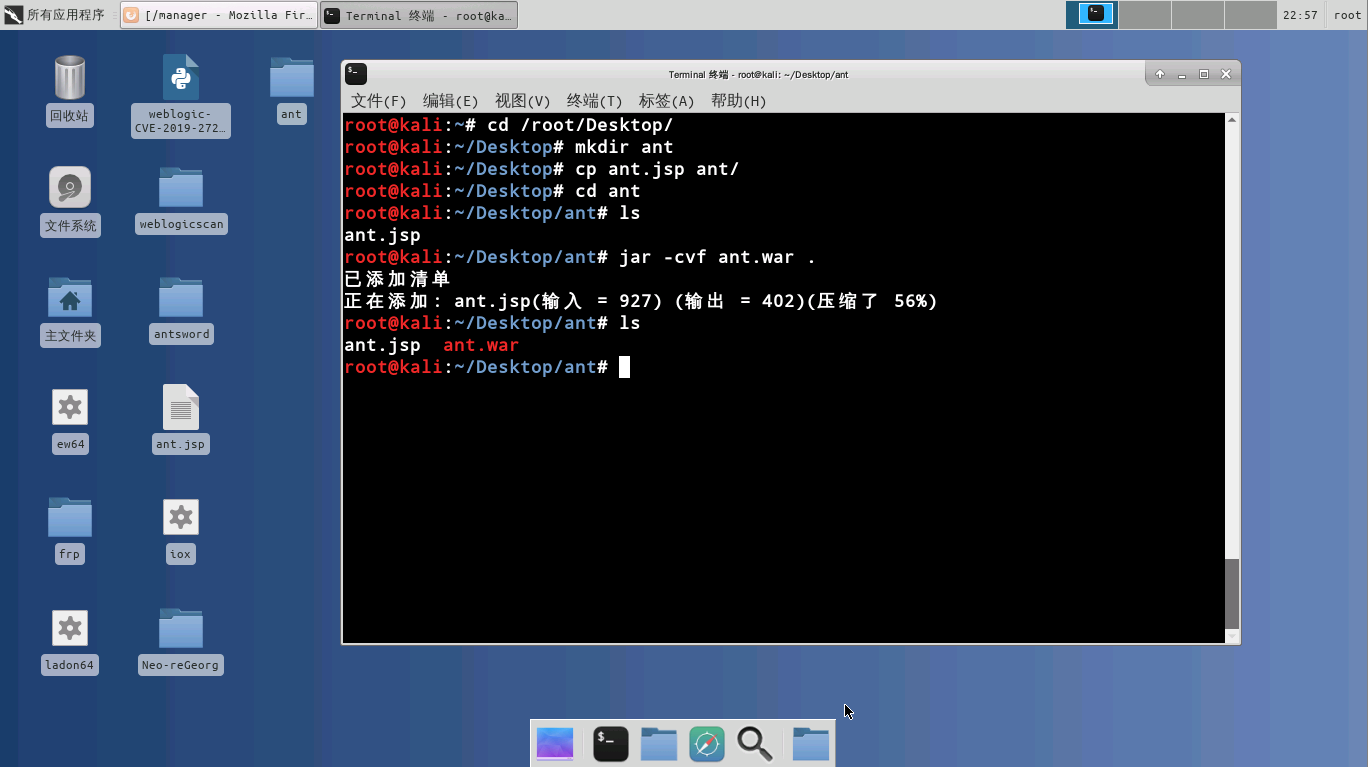 所有应用程序
[/manager - Mozilla Fir…
Terminal 终端 - root@ka…
22:57
root
回收站
weblogic-
CVE-2019-272…
ant
文件系统
weblogicscan
主文件夹
antsword
ew64
ant.jsp
frp
iox
ladon64
Neo-reGeorg
Terminal 终端 - root@kali: ~/Desktop/ant
文件(F) 编辑(E) 视图(V) 终端(T) 标签(A) 帮助(H)
root@kali:~# cd /root/Desktop/
root@kali:~/Desktop# mkdir ant
root@kali:~/Desktop# cp ant.jsp ant/
root@kali:~/Desktop# cd ant
root@kali:~/Desktop/ant# ls
ant.jsp
root@kali:~/Desktop/ant# jar -cvf ant.war .
已添加清单
正在添加: ant.jsp(输入 = 927) (输出 = 402)(压缩了 56%)
root@kali:~/Desktop/ant# ls
ant.jsp  ant.war
root@kali:~/Desktop/ant#